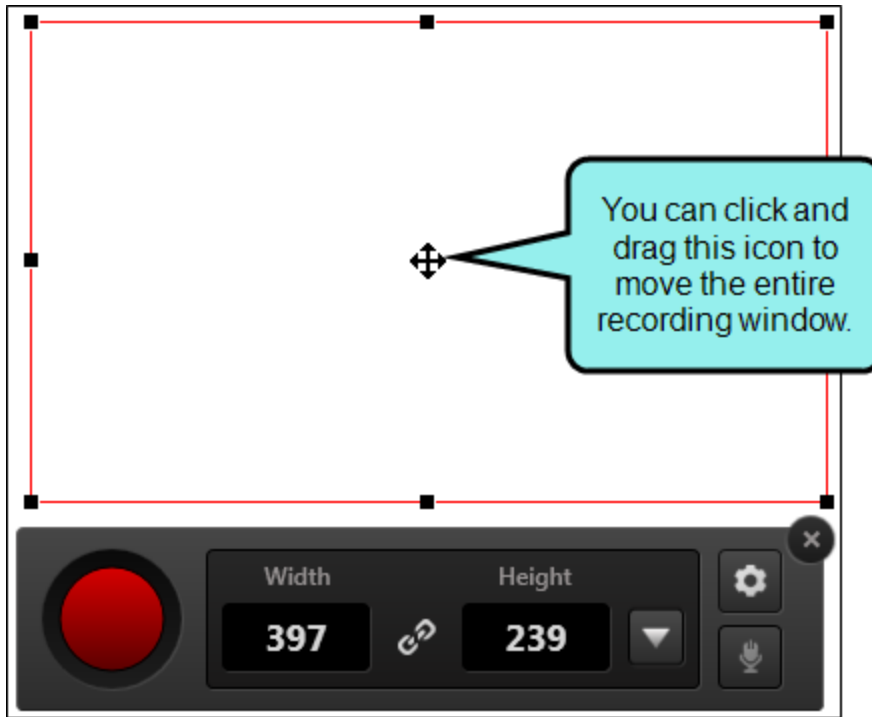 You can click and
drag this icon to
move the entire
recording window.
Width Height
397 239